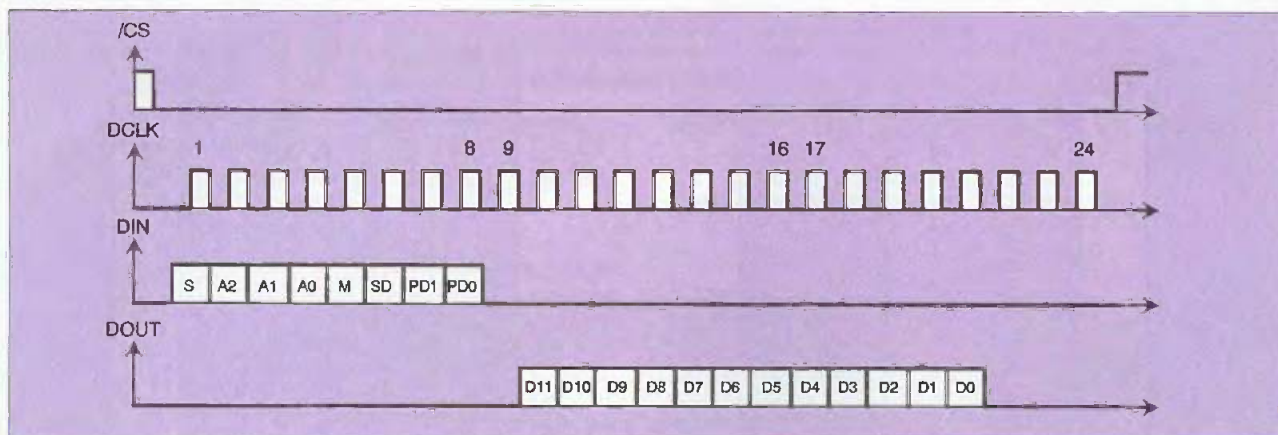 /CS
DCLK
1 8 9 16 17 24
DIN
S A2 A1 A0 M SD PD1 PD0
DOUT
D11 D10 D9 D8 D7 D6 D5 D4 D3 D2 D1 D0